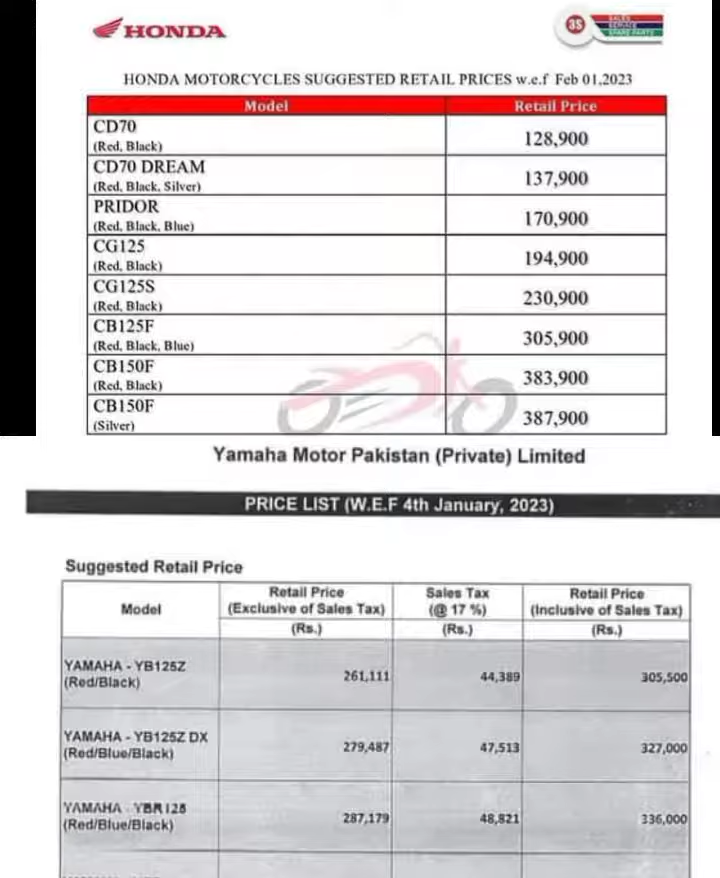 HONDA
3S
SALES
SERVICE
SPARE PARTS
HONDA MOTORCYCLES SUGGESTED RETAIL PRICES w.e.f Feb 01,2023
Model Retail Price
CD70
(Red, Black) 128,900
CD70 DREAM
(Red, Black, Silver) 137,900
PRIDOR
(Red, Black, Blue) 170,900
CG125
(Red, Black) 194,900
CG125S
(Red, Black) 230,900
CB125F
(Red, Black, Blue) 305,900
CB150F
(Red, Black) 383,900
CB150F
(Silver) 387,900
Yamaha Motor Pakistan (Private) Limited
PRICE LIST (W.E.F 4th January, 2023)
Suggested Retail Price
Model
Retail Price
(Exclusive of Sales Tax)
(Rs.)
Sales Tax
(@ 17 %)
(Rs.)
Retail Price
(Inclusive of Sales Tax)
(Rs.)
YAMAHA - YB125Z
(Red/Black) 261,111 44,389 305,500
YAMAHA - YB125Z DX
(Red/Blue/Black) 279,487 47,513 327,000
YAMAHA - YBR125
(Red/Blue/Black) 287,179 48,821 336,000